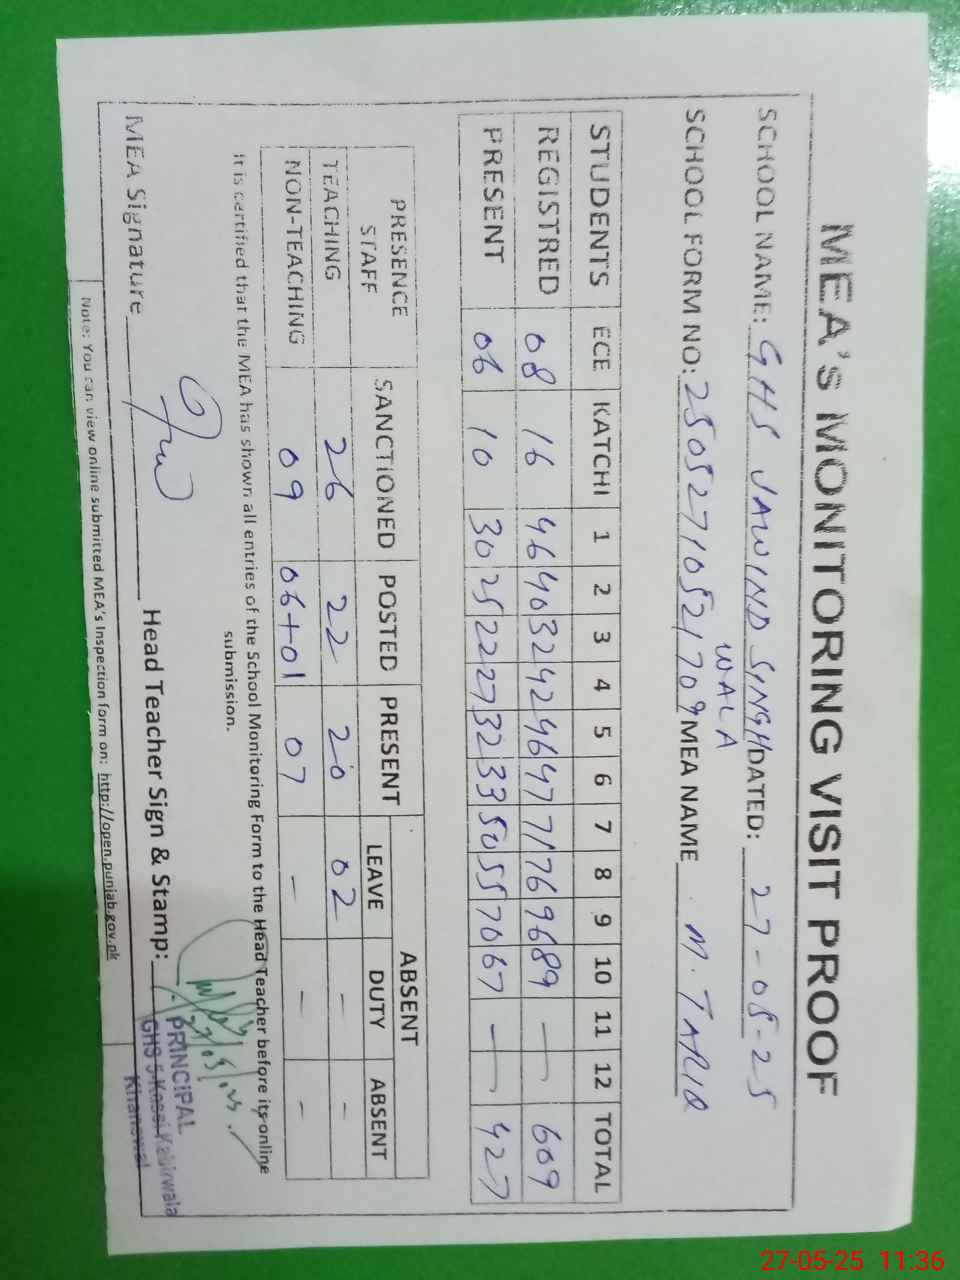 MEA'S MONITORING VISIT PROOF
SCHOOL NAME: GHS JAWIND SINGH WALA DATED: 27-05-25
SCHOOL FORM NO: 25052710521709 MEA NAME M. TARIQ
STUDENTS ECE KATCHI 1 2 3 4 5 6 7 8 9 10 11 12 TOTAL
REGISTRED 08 16 46 40 32 42 46 47 71 76 96 89 — — 609
PRESENT 06 10 30 25 22 27 32 33 50 55 70 67 — — 427
PRESENCE STAFF SANCTIONED POSTED PRESENT ABSENT
LEAVE DUTY ABSENT
TEACHING 26 22 20 02 - -
NON-TEACHING 09 06+01 07 - - -
It is certified that the MEA has shown all entries of the School Monitoring Form to the Head Teacher before its online
submission.
MEA Signature Head Teacher Sign & Stamp:
PRINCIPAL
GHS 5-Kassi Kabirwala
Khanewal
Note: You can view online submitted MEA's Inspection form on: http://open.punjab.gov.pk
27-05-25 11:36